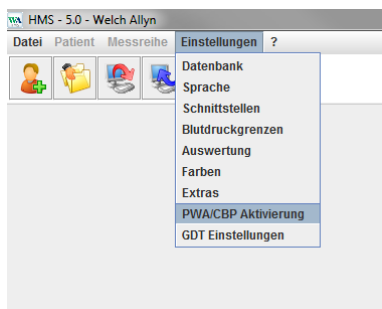 HMS - 5.0 - Welch Allyn
Datei Patient Messreihe Einstellungen ?
Datenbank
Sprache
Schnittstellen
Blutdruckgrenzen
Auswertung
Farben
Extras
PWA/CBP Aktivierung
GDT Einstellungen